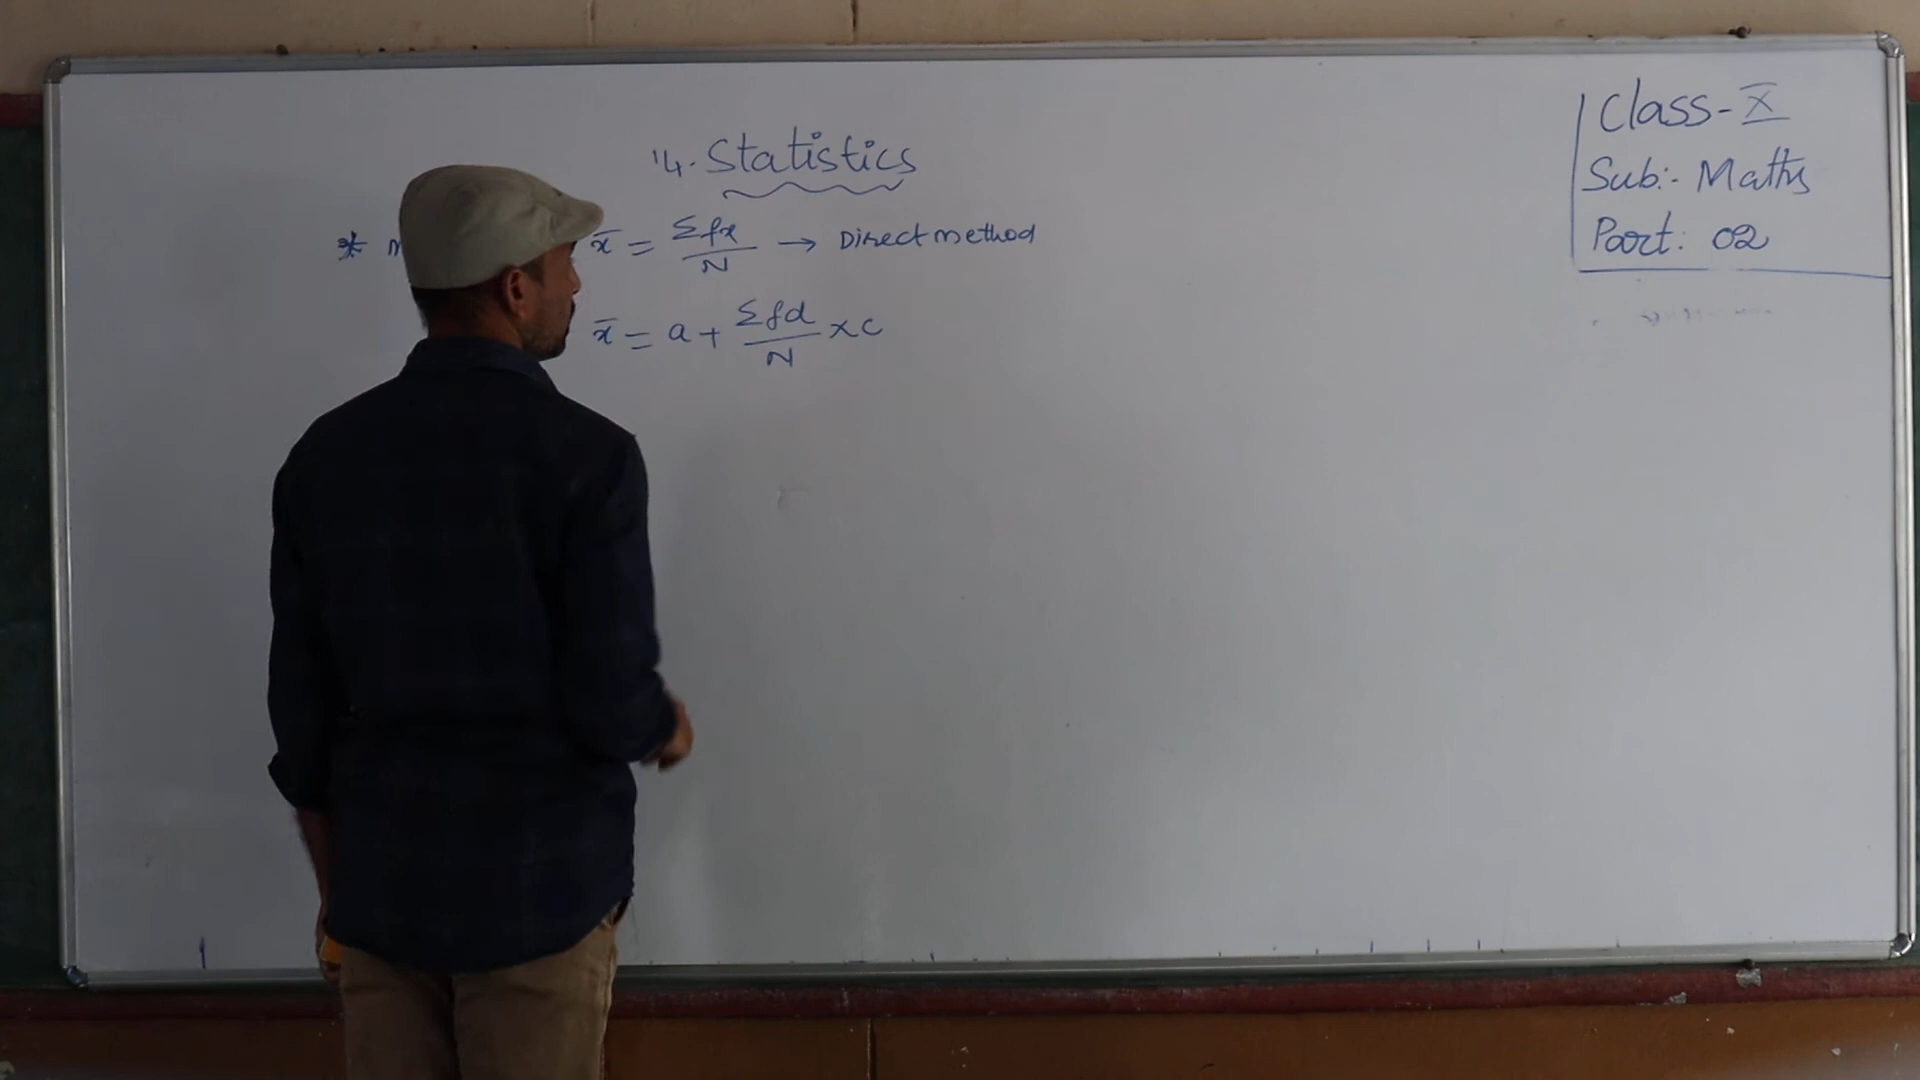 Class-X
Sub:- Maths
Part: 02
14. Statistics
* x̄ = Σfx/N → Direct method
x̄ = a + Σfd/N × c